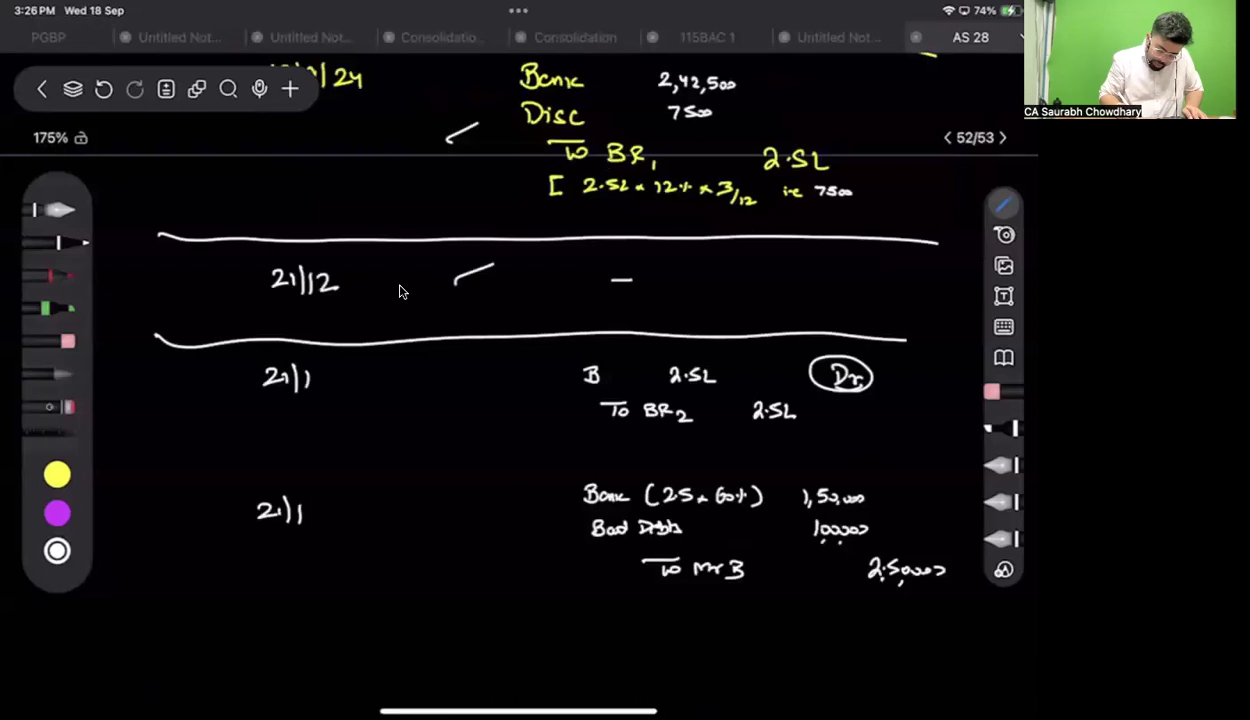 3:26 PM Wed 18 Sep
74%
PGBP
Untitled Not...
Untitled Not...
Consolidatio
Consolidation
115BAC 1
Untitled Not...
AS 28
CA Saurabh Chowdhary
175%
52/53
24
Bank 2,42,500
Disc 7500
To BR1 2.5L
[ 2.5L x 12% x 3/12 i.e 7500
21/12 -
21/1 B 2.5L Dr
To BR2 2.5L
21/1 Bank (2.5 x 60%) 1,50,000
Bad Debts 100000
To Mr B 2,50,000